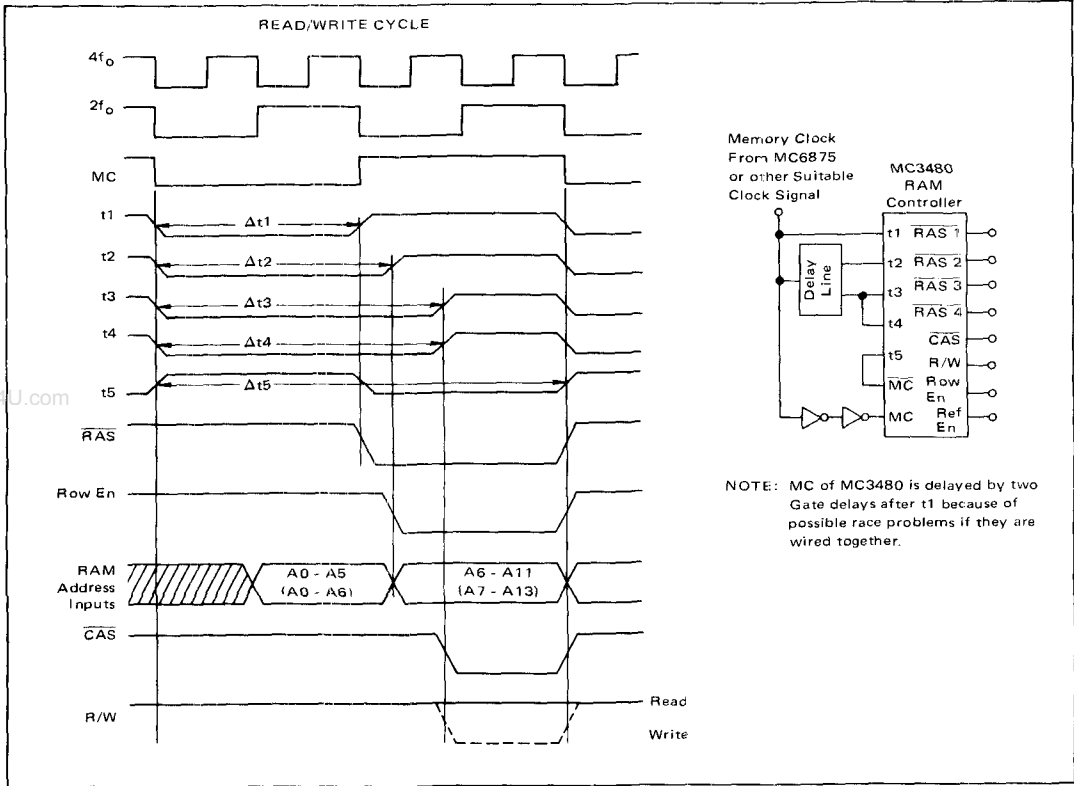 READ/WRITE CYCLE
4fo
2fo
MC
t1
Δt1
t2
Δt2
t3
Δt3
t4
Δt4
t5
Δt5
4U.com
RAS
Row En
RAM
Address
Inputs
A0 - A5
(A0 - A6)
A6 - A11
(A7 - A13)
CAS
R/W
Read
Write
Memory Clock
From MC6875
or other Suitable
Clock Signal
MC3480
RAM
Controller
Delay
Line
t1 RAS 1
t2 RAS 2
t3 RAS 3
t4 RAS 4
CAS
t5 R/W
MC Row
En
MC Ref
En
NOTE: MC of MC3480 is delayed by two
Gate delays after t1 because of
possible race problems if they are
wired together.